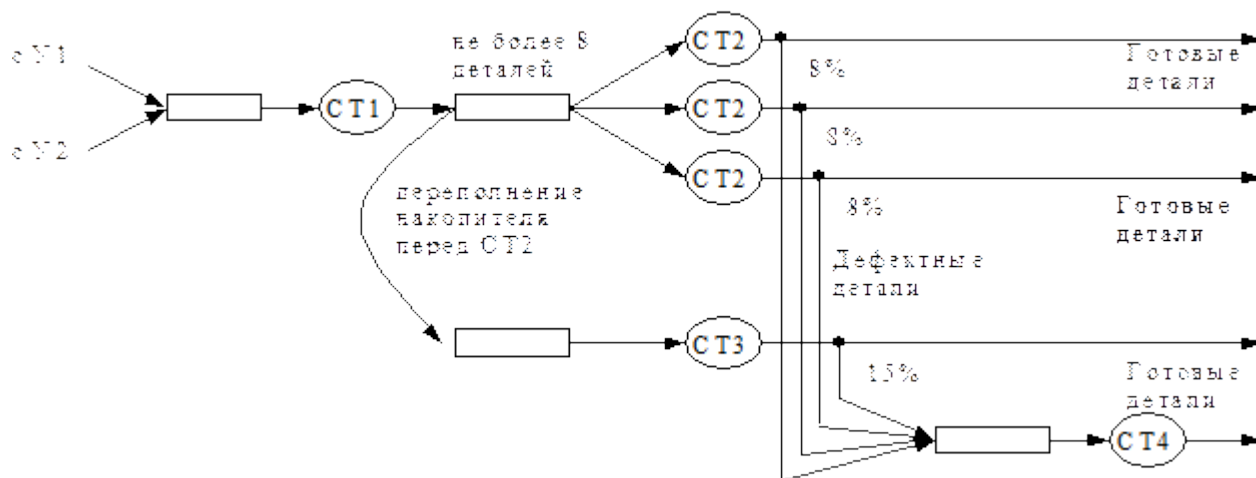 с У1
с У2
СТ1
не более 8
деталей
СТ2
СТ2
СТ2
8%
8%
8%
Готовые
детали
Готовые
детали
переполнение
накопителя
перед СТ2
Дефектные
детали
СТ3
15%
Готовые
детали
СТ4